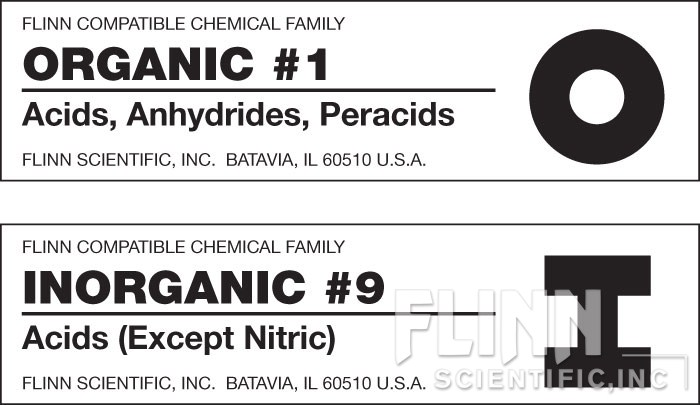 FLINN COMPATIBLE CHEMICAL FAMILY
ORGANIC #1
Acids, Anhydrides, Peracids
FLINN SCIENTIFIC, INC. BATAVIA, IL 60510 U.S.A.
O
FLINN COMPATIBLE CHEMICAL FAMILY
INORGANIC #9
Acids (Except Nitric)
FLINN SCIENTIFIC, INC. BATAVIA, IL 60510 U.S.A.
I
FLINN
SCIENTIFIC, INC